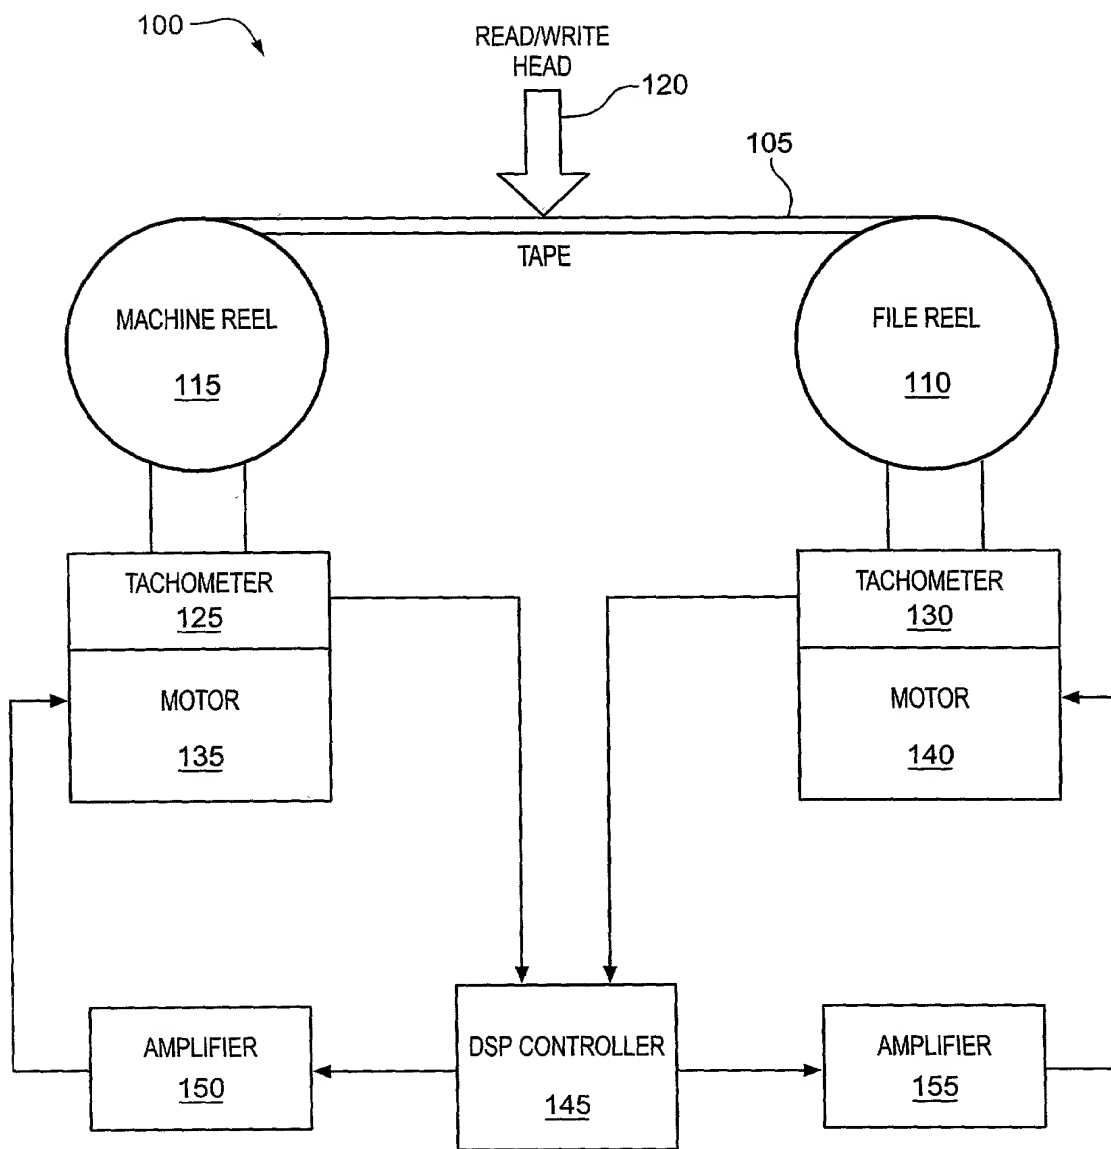 100
READ/WRITE
HEAD
120
105
TAPE
MACHINE REEL
115
FILE REEL
110
TACHOMETER
125
TACHOMETER
130
MOTOR
135
MOTOR
140
AMPLIFIER
150
DSP CONTROLLER
145
AMPLIFIER
155